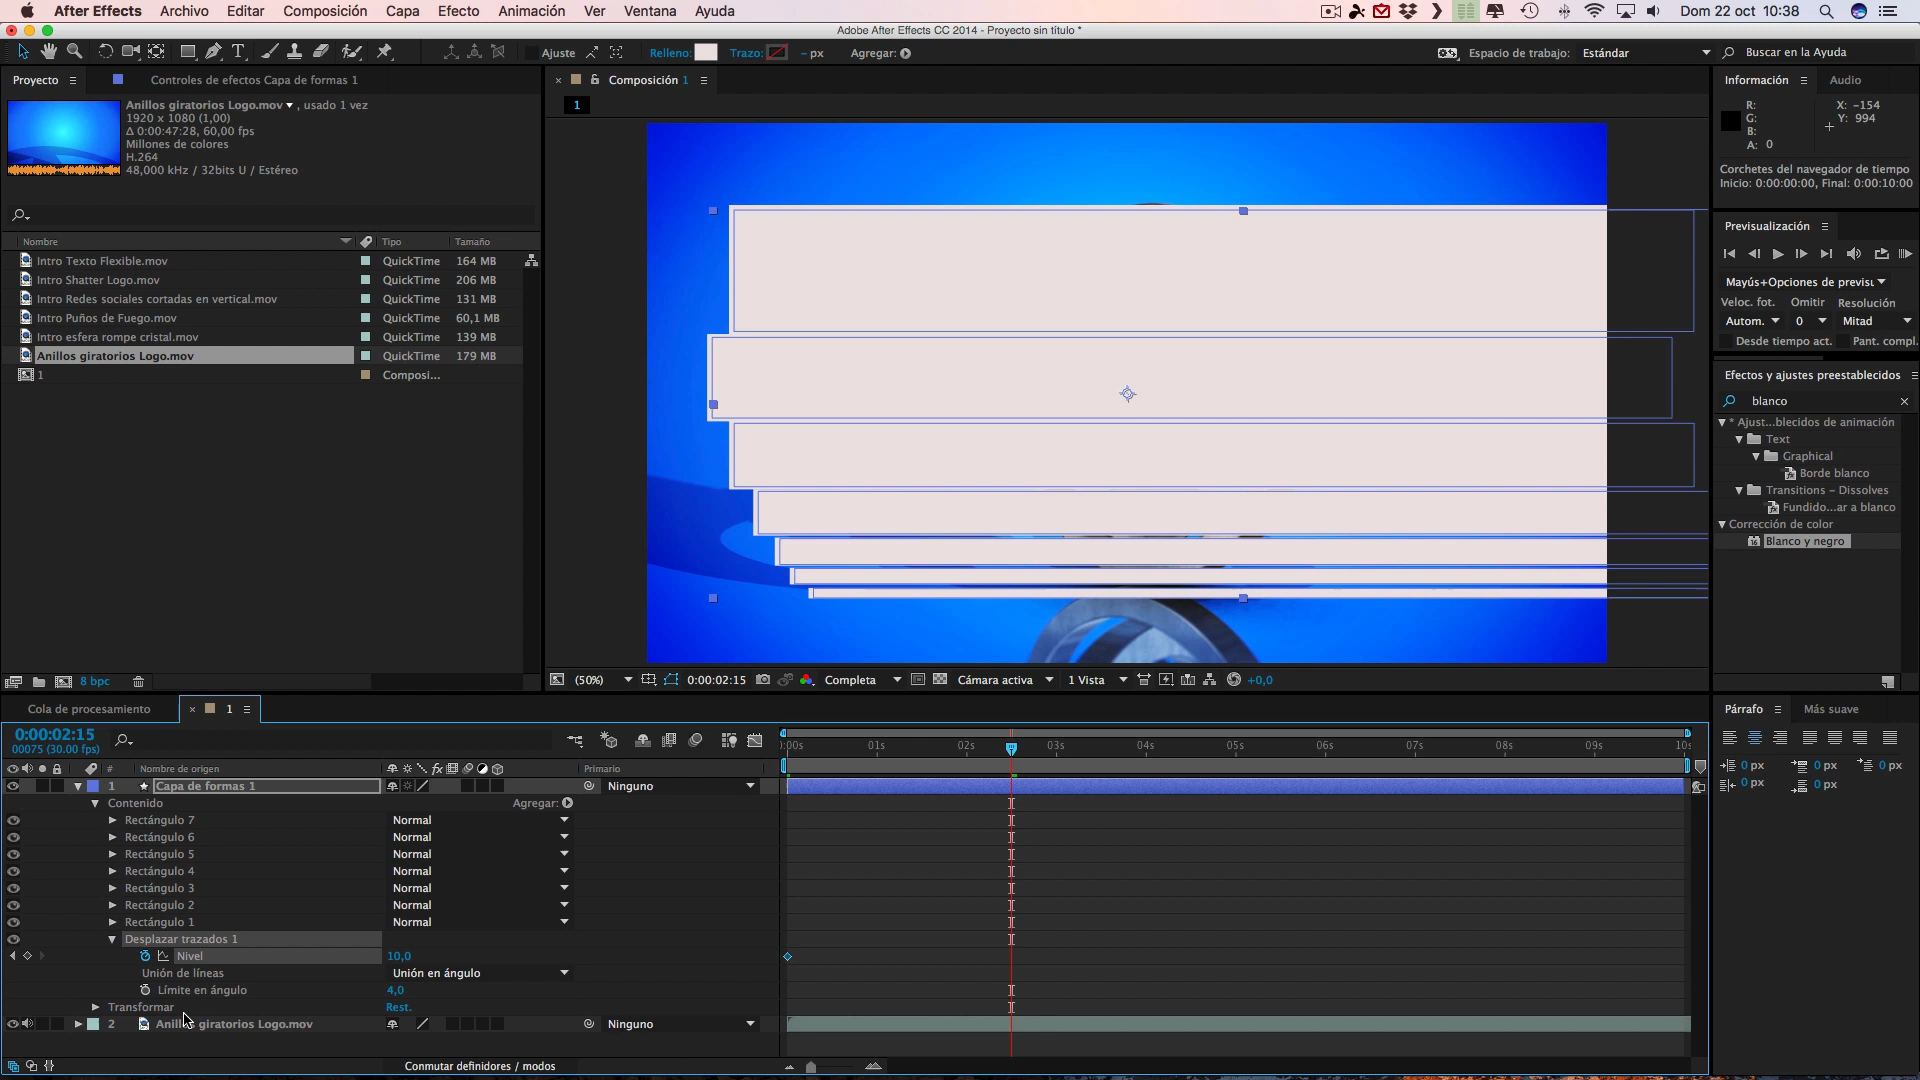 After Effects Archivo Editar Composición Capa Efecto Animación Ver Ventana Ayuda Dom 22 oct 10:38
Adobe After Effects CC 2014 - Proyecto sin título *
Ajuste Relleno: Trazo: - px Agregar: Espacio de trabajo: Estándar Buscar en la Ayuda
Proyecto Controles de efectos Capa de formas 1
Anillos giratorios Logo.mov , usado 1 vez
1920 x 1080 (1,00)
Δ 0:00:47:28, 60,00 fps
Millones de colores
H.264
48,000 kHz / 32bits U / Estéreo
Nombre Tipo Tamaño
Intro Texto Flexible.mov QuickTime 164 MB
Intro Shatter Logo.mov QuickTime 206 MB
Intro Redes sociales cortadas en vertical.mov QuickTime 131 MB
Intro Puños de Fuego.mov QuickTime 60,1 MB
Intro esfera rompe cristal.mov QuickTime 139 MB
Anillos giratorios Logo.mov QuickTime 179 MB
1 Composi...
8 bpc
Composición 1
1
(50%) 0:00:02:15 Completa Cámara activa 1 Vista +0,0
Información Audio
R: X: -154
G: Y: 994
B:
A: 0
Corchetes del navegador de tiempo
Inicio: 0:00:00:00, Final: 0:00:10:00
Previsualización
Mayús+Opciones de previsu
Veloc. fot. Omitir Resolución
Autom. 0 Mitad
Desde tiempo act. Pant. compl.
Efectos y ajustes preestablecidos
blanco
* Ajust...blecidos de animación
Text
Graphical
Borde blanco
Transitions - Dissolves
Fundido...ar a blanco
Corrección de color
Blanco y negro
Cola de procesamiento 1
0:00:02:15
00075 (30.00 fps)
:00s 01s 02s 03s 04s 05s 06s 07s 08s 09s 10s
# Nombre de origen fx Primario
1 Capa de formas 1 Ninguno
Contenido Agregar:
Rectángulo 7 Normal
Rectángulo 6 Normal
Rectángulo 5 Normal
Rectángulo 4 Normal
Rectángulo 3 Normal
Rectángulo 2 Normal
Rectángulo 1 Normal
Desplazar trazados 1
Nivel 10,0
Unión de líneas Unión en ángulo
Límite en ángulo 4,0
Transformar Rest.
2 Anillos giratorios Logo.mov Ninguno
Conmutar definidores / modos
Párrafo Más suave
0 px 0 px 0 px
0 px 0 px